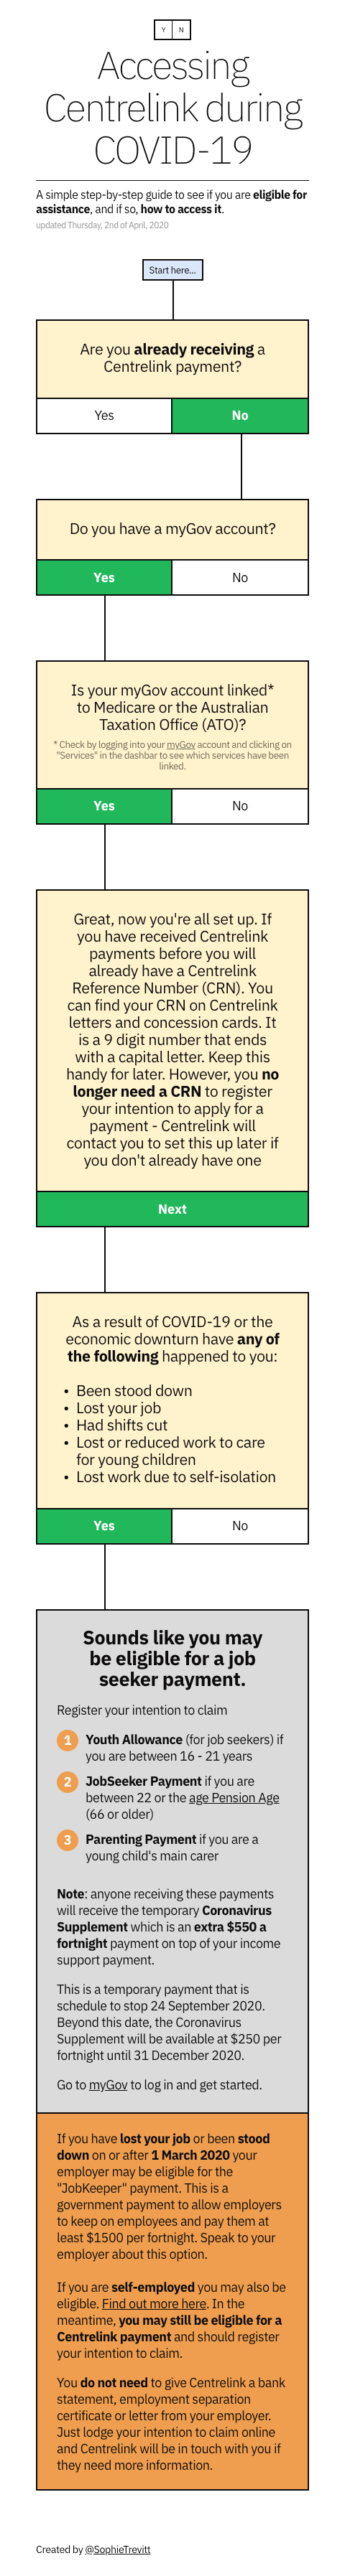 Y N
Accessing
Centrelink during
COVID-19
A simple step-by-step guide to see if you are eligible for
assistance, and if so, how to access it.
updated Thursday, 2nd of April, 2020
Start here...
Are you already receiving a
Centrelink payment?
Yes No
Do you have a myGov account?
Yes No
Is your myGov account linked*
to Medicare or the Australian
Taxation Office (ATO)?
* Check by logging into your myGov account and clicking on
"Services" in the dashbar to see which services have been
linked.
Yes No
Great, now you're all set up. If
you have received Centrelink
payments before you will
already have a Centrelink
Reference Number (CRN). You
can find your CRN on Centrelink
letters and concession cards. It
is a 9 digit number that ends
with a capital letter. Keep this
handy for later. However, you no
longer need a CRN to register
your intention to apply for a
payment - Centrelink will
contact you to set this up later if
you don't already have one
Next
As a result of COVID-19 or the
economic downturn have any of
the following happened to you:
• Been stood down
• Lost your job
• Had shifts cut
• Lost or reduced work to care
for young children
• Lost work due to self-isolation
Yes No
Sounds like you may
be eligible for a job
seeker payment.
Register your intention to claim
1 Youth Allowance (for job seekers) if
you are between 16 - 21 years
2 JobSeeker Payment if you are
between 22 or the age Pension Age
(66 or older)
3 Parenting Payment if you are a
young child's main carer
Note: anyone receiving these payments
will receive the temporary Coronavirus
Supplement which is an extra $550 a
fortnight payment on top of your income
support payment.
This is a temporary payment that is
schedule to stop 24 September 2020.
Beyond this date, the Coronavirus
Supplement will be available at $250 per
fortnight until 31 December 2020.
Go to myGov to log in and get started.
If you have lost your job or been stood
down on or after 1 March 2020 your
employer may be eligible for the
"JobKeeper" payment. This is a
government payment to allow employers
to keep on employees and pay them at
least $1500 per fortnight. Speak to your
employer about this option.
If you are self-employed you may also be
eligible. Find out more here. In the
meantime, you may still be eligible for a
Centrelink payment and should register
your intention to claim.
You do not need to give Centrelink a bank
statement, employment separation
certificate or letter from your employer.
Just lodge your intention to claim online
and Centrelink will be in touch with you if
they need more information.
Created by @SophieTrevitt